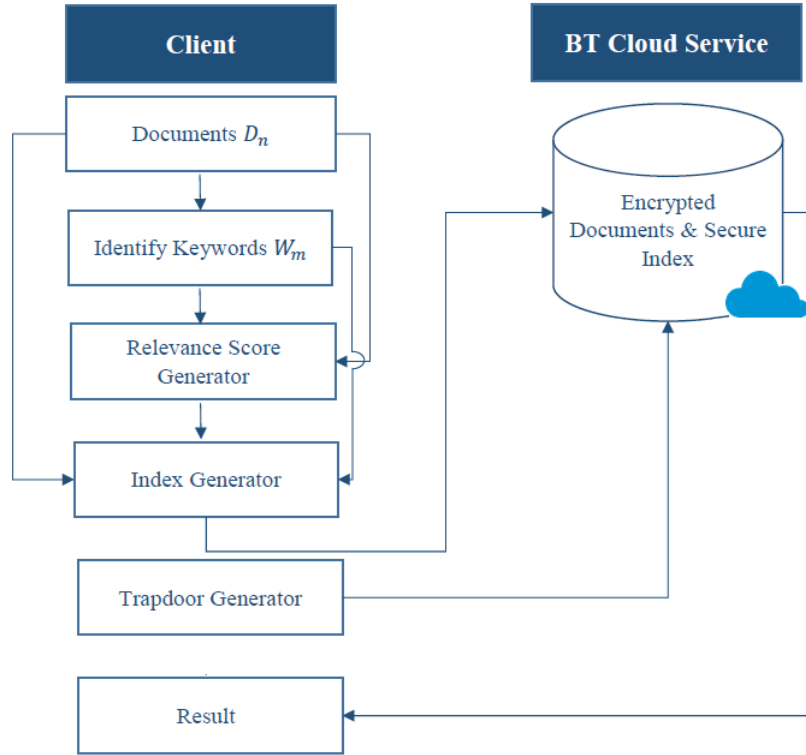 Client
BT Cloud Service
Documents Dₙ
Identify Keywords Wₘ
Relevance Score
Generator
Index Generator
Trapdoor Generator
Result
Encrypted
Documents & Secure
Index